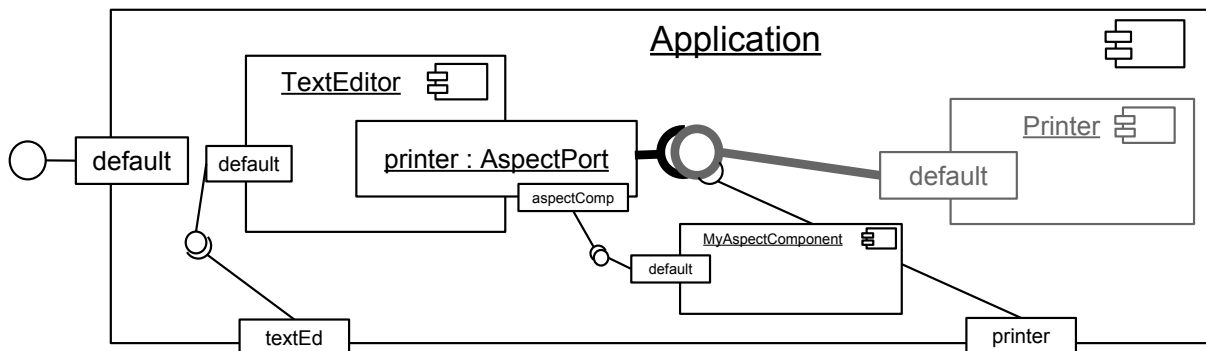 Application
TextEditor
Printer
default
default
printer : AspectPort
default
aspectComp
MyAspectComponent
default
textEd
printer